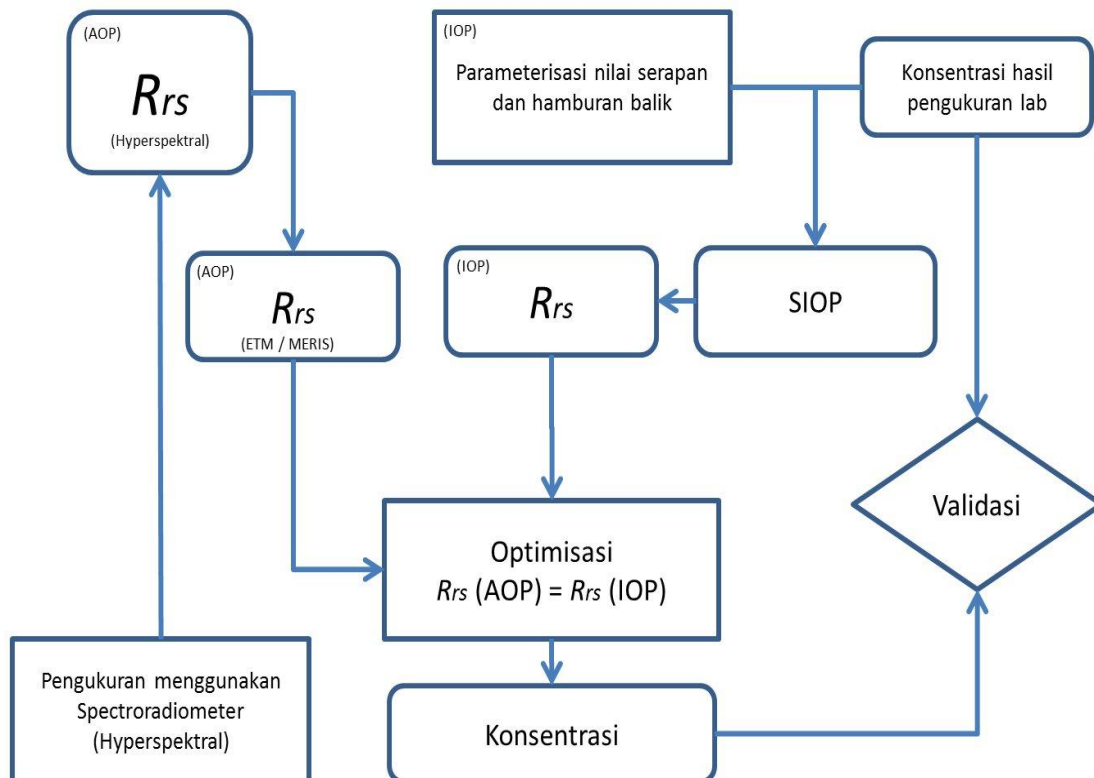 (AOP)
Rrs
(Hyperspektral)
(IOP)
Parameterisasi nilai serapan
dan hamburan balik
Konsentrasi hasil
pengukuran lab
(AOP)
Rrs
(ETM / MERIS)
(IOP)
Rrs
SIOP
Validasi
Optimisasi
Rrs (AOP) = Rrs (IOP)
Pengukuran menggunakan
Spectroradiometer
(Hyperspektral)
Konsentrasi